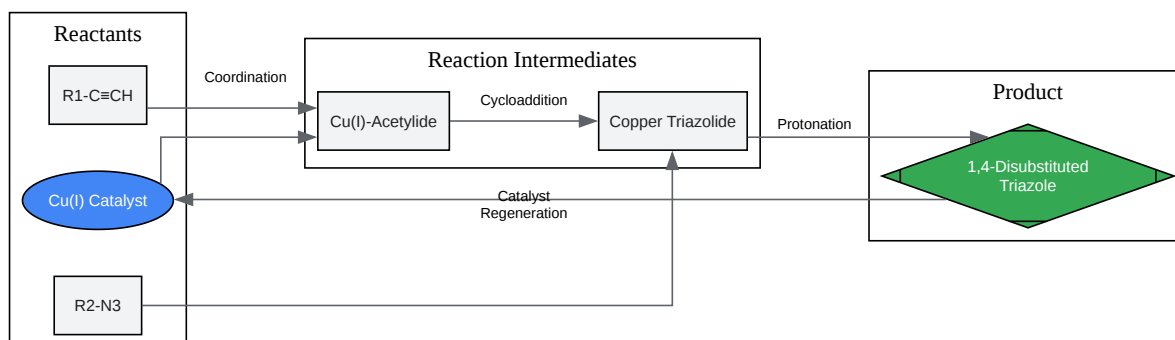 Reactants
R1-C≡CH
Cu(I) Catalyst
R2-N3
Coordination
Reaction Intermediates
Cu(I)-Acetylide
Cycloaddition
Copper Triazolide
Protonation
Catalyst
Regeneration
Product
1,4-Disubstituted
Triazole